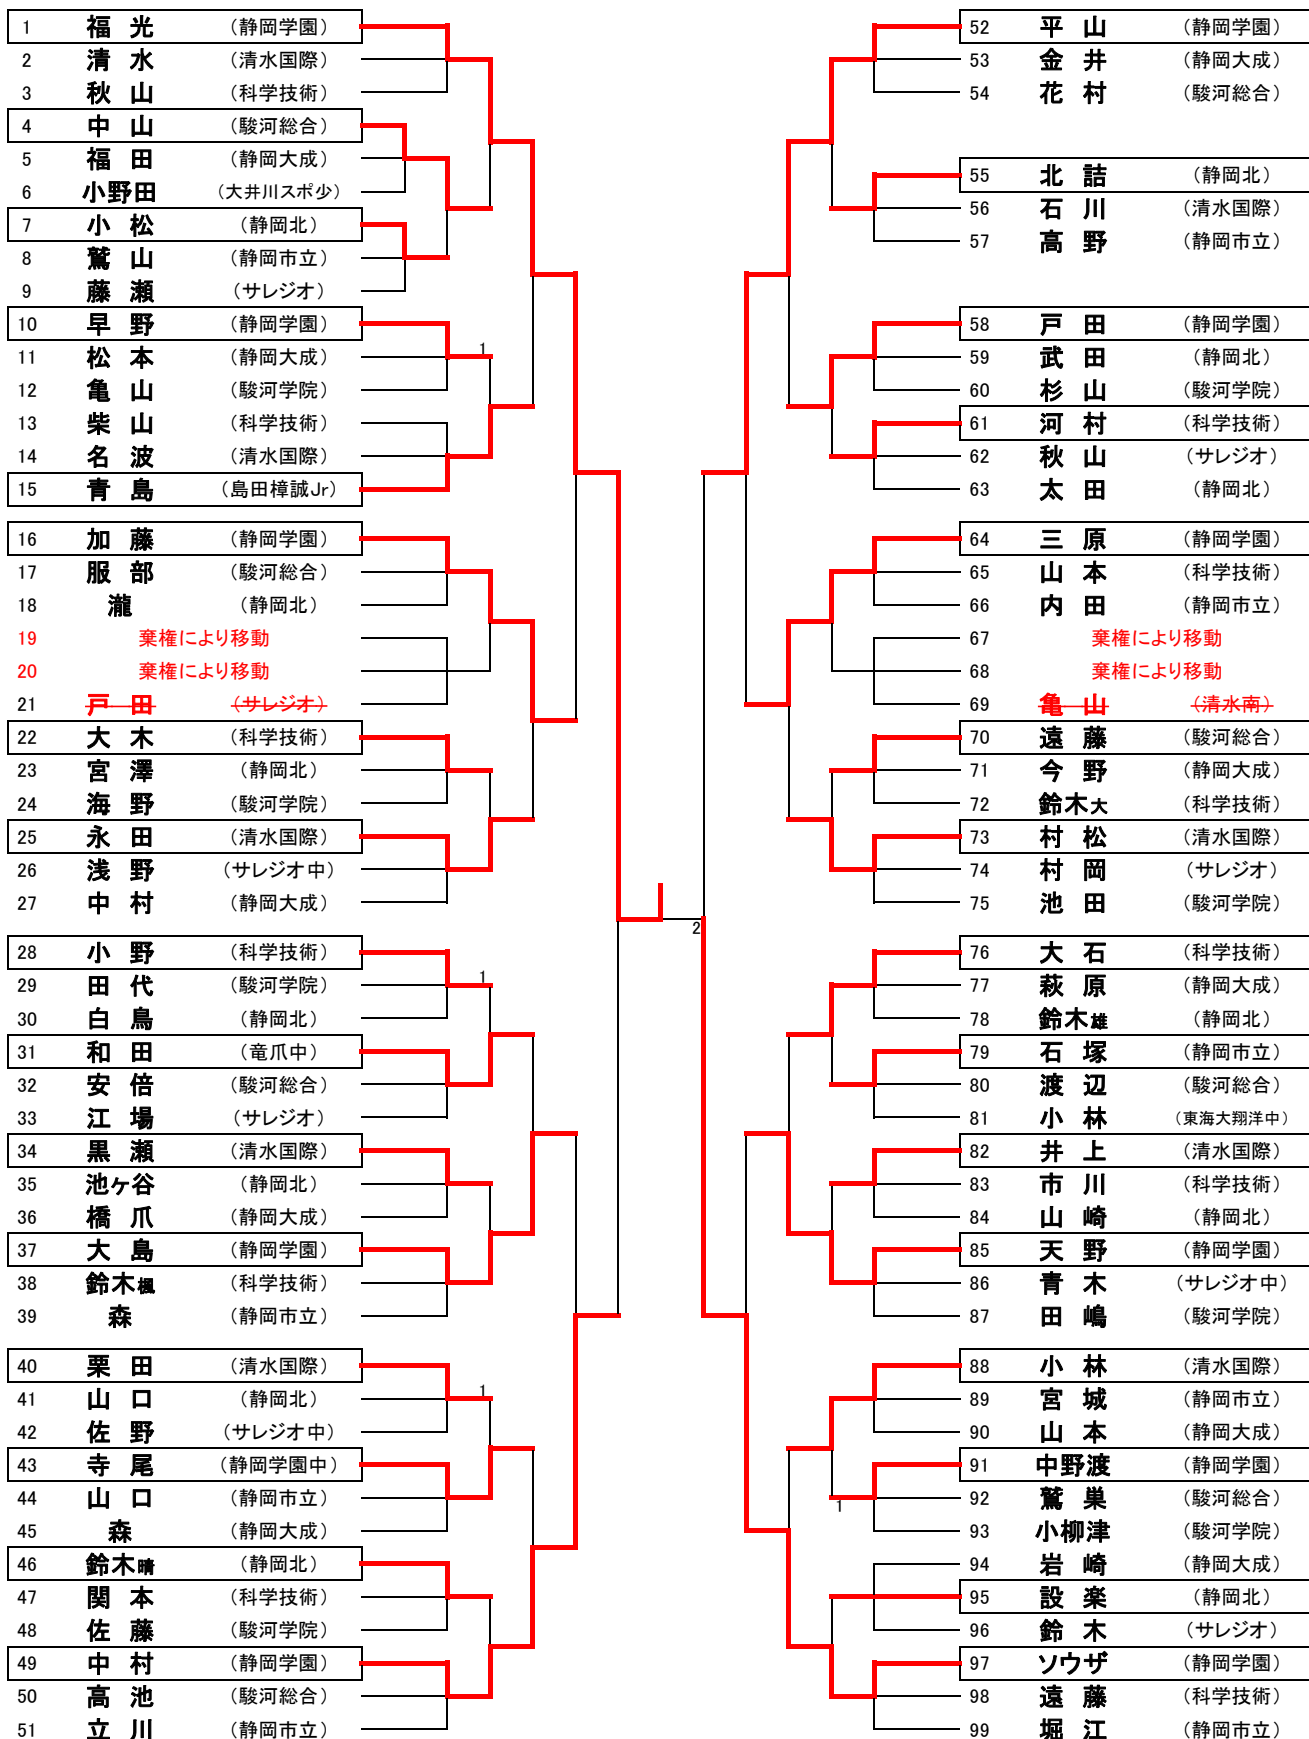 1 福 光 （静岡学園）
2 清 水 （清水国際）
3 秋 山 （科学技術）
4 中 山 （駿河総合）
5 福 田 （静岡大成）
6 小野田 （大井川スポ少）
7 小 松 （静岡北）
8 鷲 山 （静岡市立）
9 藤 瀬 （サレジオ）
10 早 野 （静岡学園）
1
11 松 本 （静岡大成）
12 亀 山 （駿河学院）
13 柴 山 （科学技術）
14 名 波 （清水国際）
15 青 島 （島田樟誠Jr）
16 加 藤 （静岡学園）
17 服 部 （駿河総合）
18 瀧 （静岡北）
19 棄権により移動
20 棄権により移動
21 戸 田 （サレジオ）
22 大 木 （科学技術）
23 宮 澤 （静岡北）
24 海 野 （駿河学院）
25 永 田 （清水国際）
26 浅 野 （サレジオ中）
27 中 村 （静岡大成）
28 小 野 （科学技術）
1
29 田 代 （駿河学院）
30 白 鳥 （静岡北）
31 和 田 （竜爪中）
32 安 倍 （駿河総合）
33 江 場 （サレジオ）
34 黒 瀬 （清水国際）
35 池ヶ谷 （静岡北）
36 橋 爪 （静岡大成）
37 大 島 （静岡学園）
38 鈴木楓 （科学技術）
39 森 （静岡市立）
40 栗 田 （清水国際）
1
41 山 口 （静岡北）
42 佐 野 （サレジオ中）
43 寺 尾 （静岡学園中）
44 山 口 （静岡市立）
45 森 （静岡大成）
46 鈴木晴 （静岡北）
47 関 本 （科学技術）
48 佐 藤 （駿河学院）
49 中 村 （静岡学園）
50 高 池 （駿河総合）
51 立 川 （静岡市立）
2
52 平 山 （静岡学園）
53 金 井 （静岡大成）
54 花 村 （駿河総合）
55 北 詰 （静岡北）
56 石 川 （清水国際）
57 高 野 （静岡市立）
58 戸 田 （静岡学園）
59 武 田 （静岡北）
60 杉 山 （駿河学院）
61 河 村 （科学技術）
62 秋 山 （サレジオ）
63 太 田 （静岡北）
64 三 原 （静岡学園）
65 山 本 （科学技術）
66 内 田 （静岡市立）
67 棄権により移動
68 棄権により移動
69 亀 山 （清水南）
70 遠 藤 （駿河総合）
71 今 野 （静岡大成）
72 鈴木大 （科学技術）
73 村 松 （清水国際）
74 村 岡 （サレジオ）
75 池 田 （駿河学院）
76 大 石 （科学技術）
77 萩 原 （静岡大成）
78 鈴木雄 （静岡北）
79 石 塚 （静岡市立）
80 渡 辺 （駿河総合）
81 小 林 （東海大翔洋中）
82 井 上 （清水国際）
83 市 川 （科学技術）
84 山 崎 （静岡北）
85 天 野 （静岡学園）
86 青 木 （サレジオ中）
87 田 嶋 （駿河学院）
88 小 林 （清水国際）
89 宮 城 （静岡市立）
90 山 本 （静岡大成）
91 中野渡 （静岡学園）
1
92 鷲 巣 （駿河総合）
93 小柳津 （駿河学院）
94 岩 崎 （静岡大成）
95 設 楽 （静岡北）
96 鈴 木 （サレジオ）
97 ソウザ （静岡学園）
98 遠 藤 （科学技術）
99 堀 江 （静岡市立）